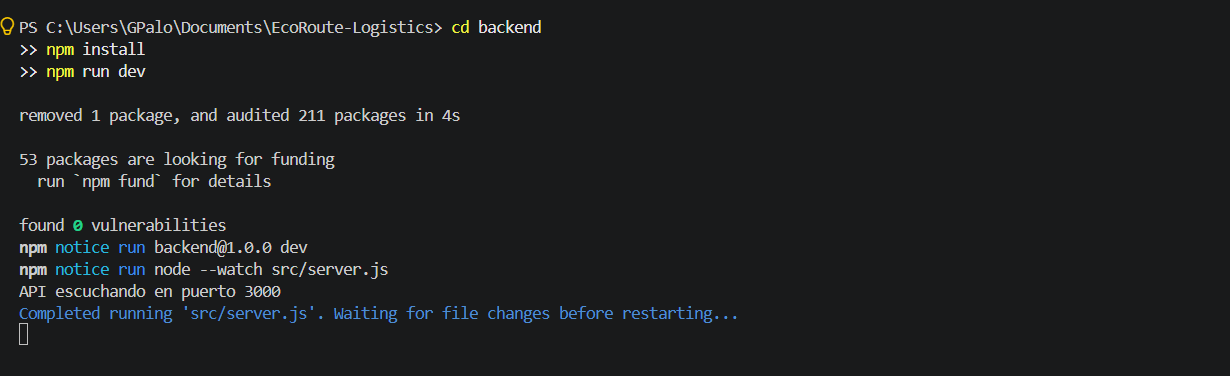 PS C:\Users\GPalo\Documents\EcoRoute-Logistics> cd backend
>> npm install
>> npm run dev
removed 1 package, and audited 211 packages in 4s
53 packages are looking for funding
  run `npm fund` for details
found 0 vulnerabilities
npm notice run backend@1.0.0 dev
npm notice run node --watch src/server.js
API escuchando en puerto 3000
Completed running 'src/server.js'. Waiting for file changes before restarting...